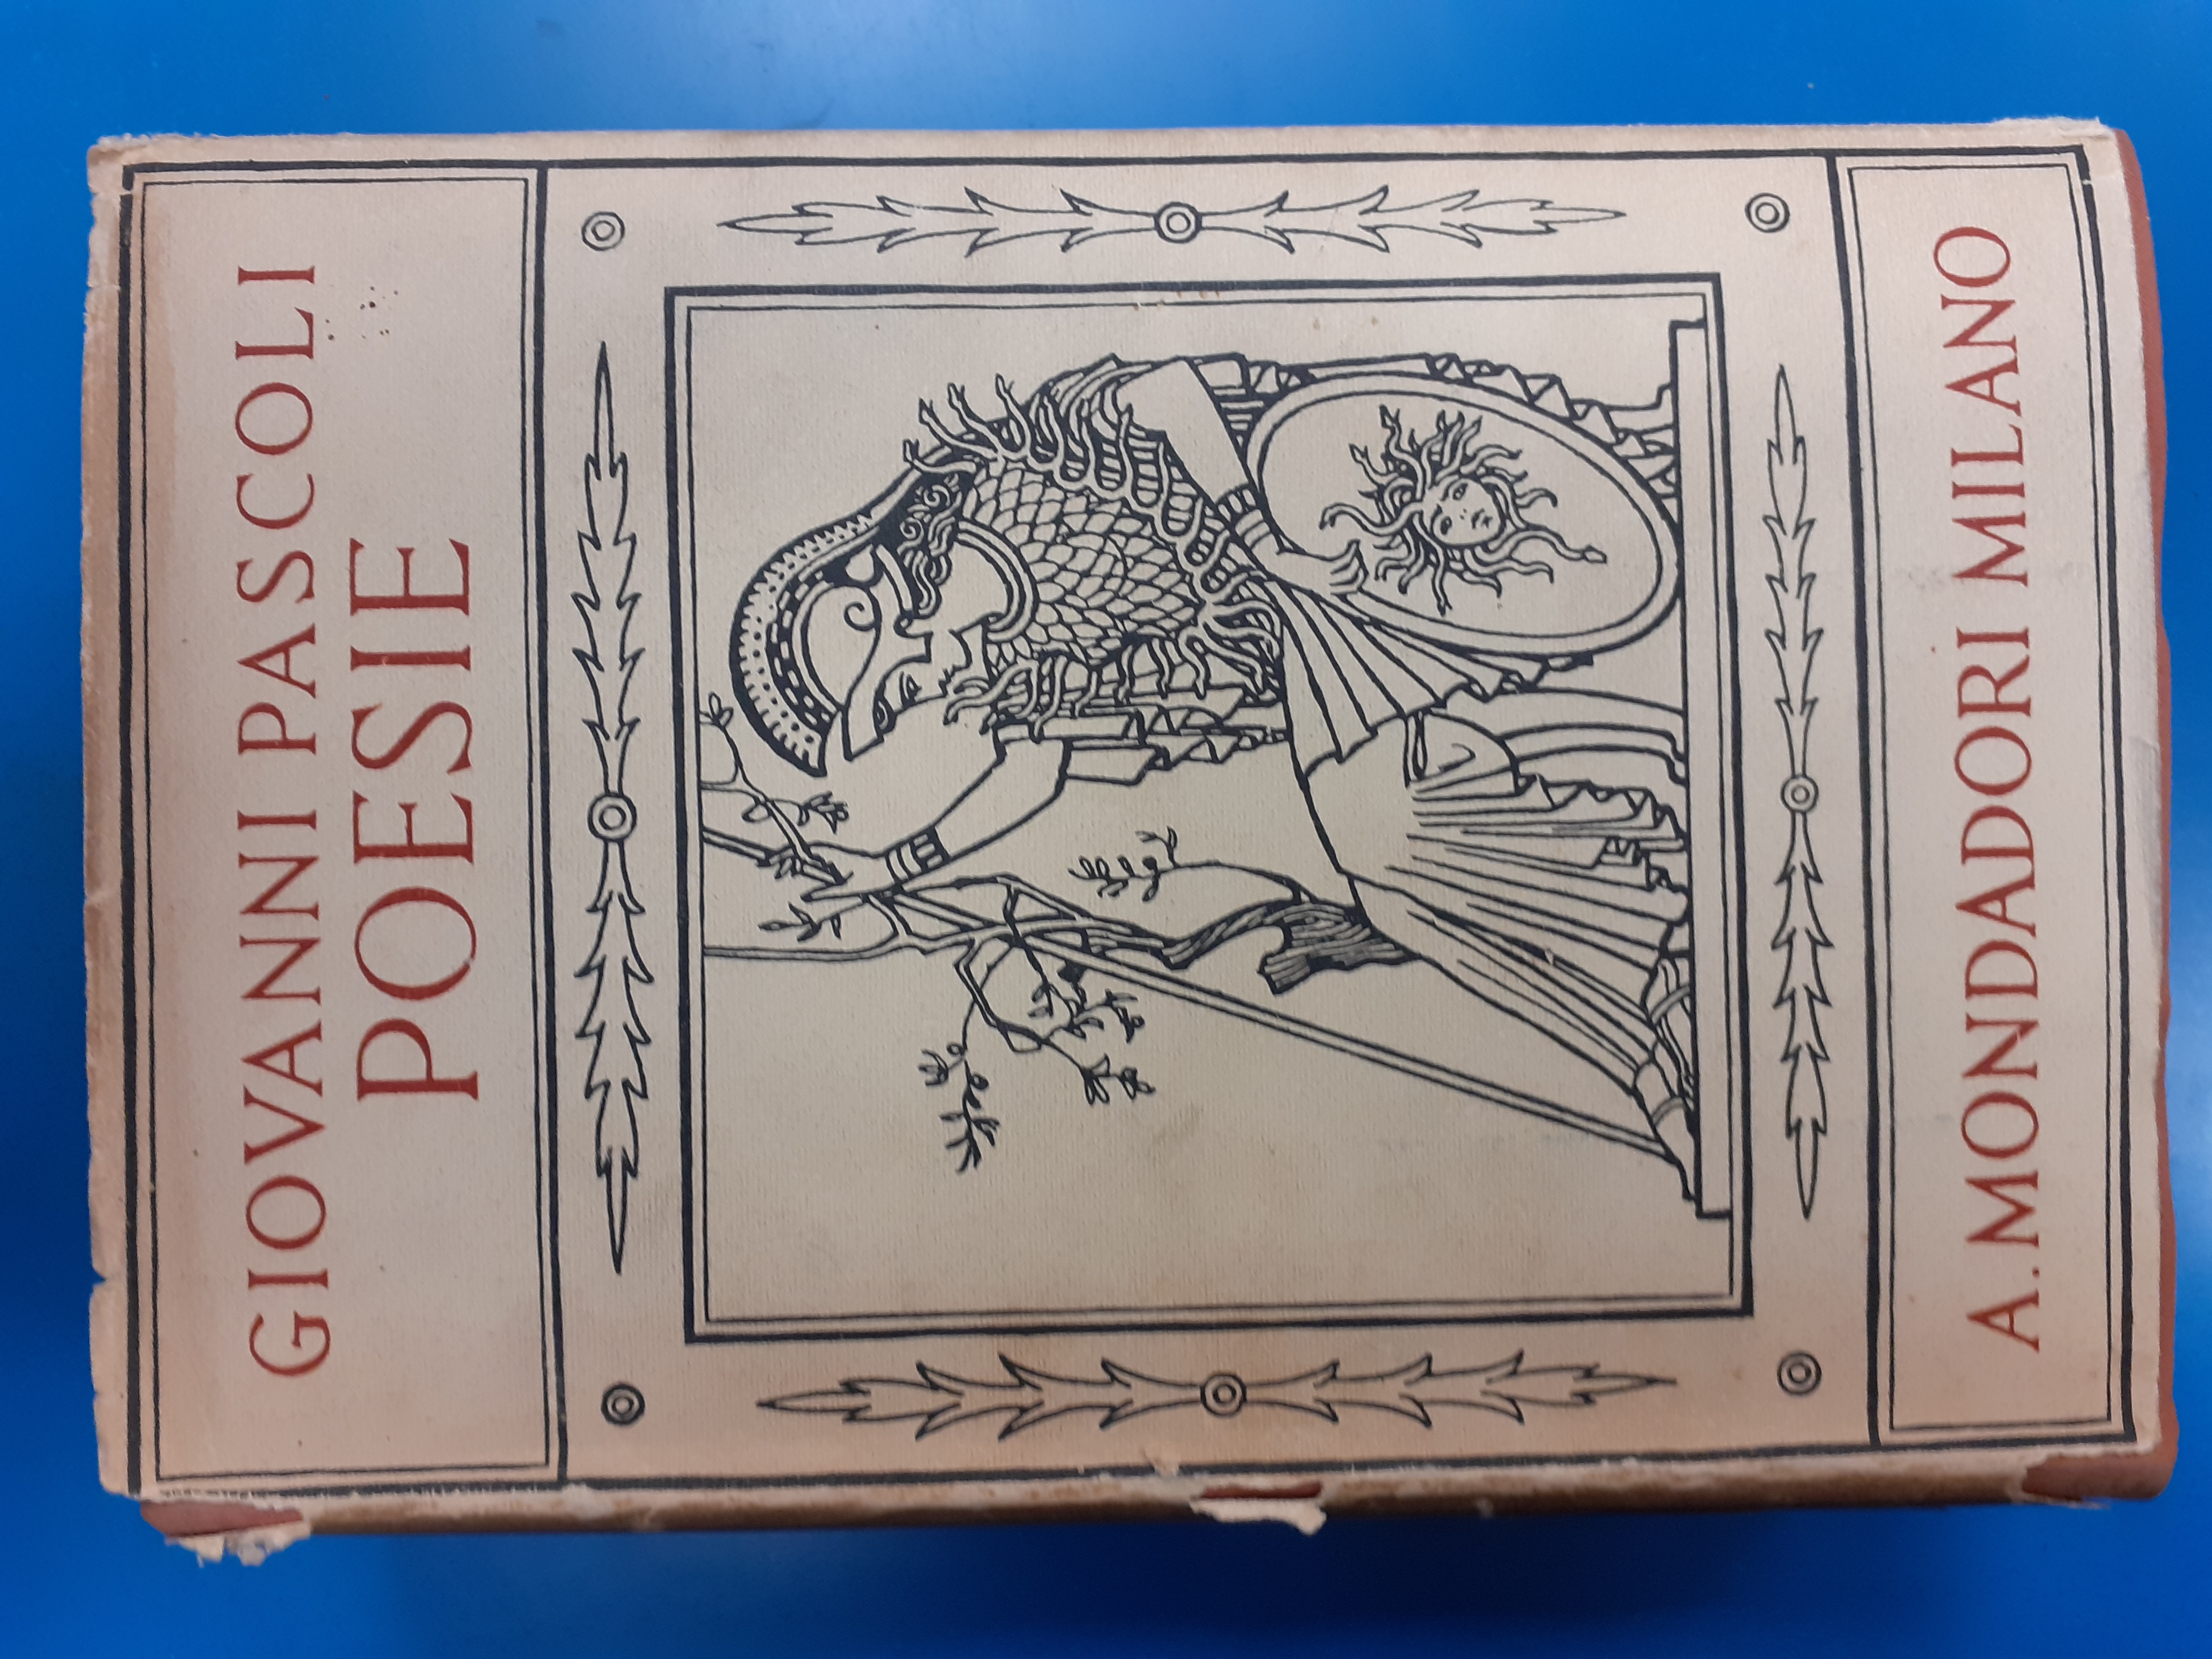 GIOVANNI PASCOLI
POESIE
A. MONDADORI MILANO